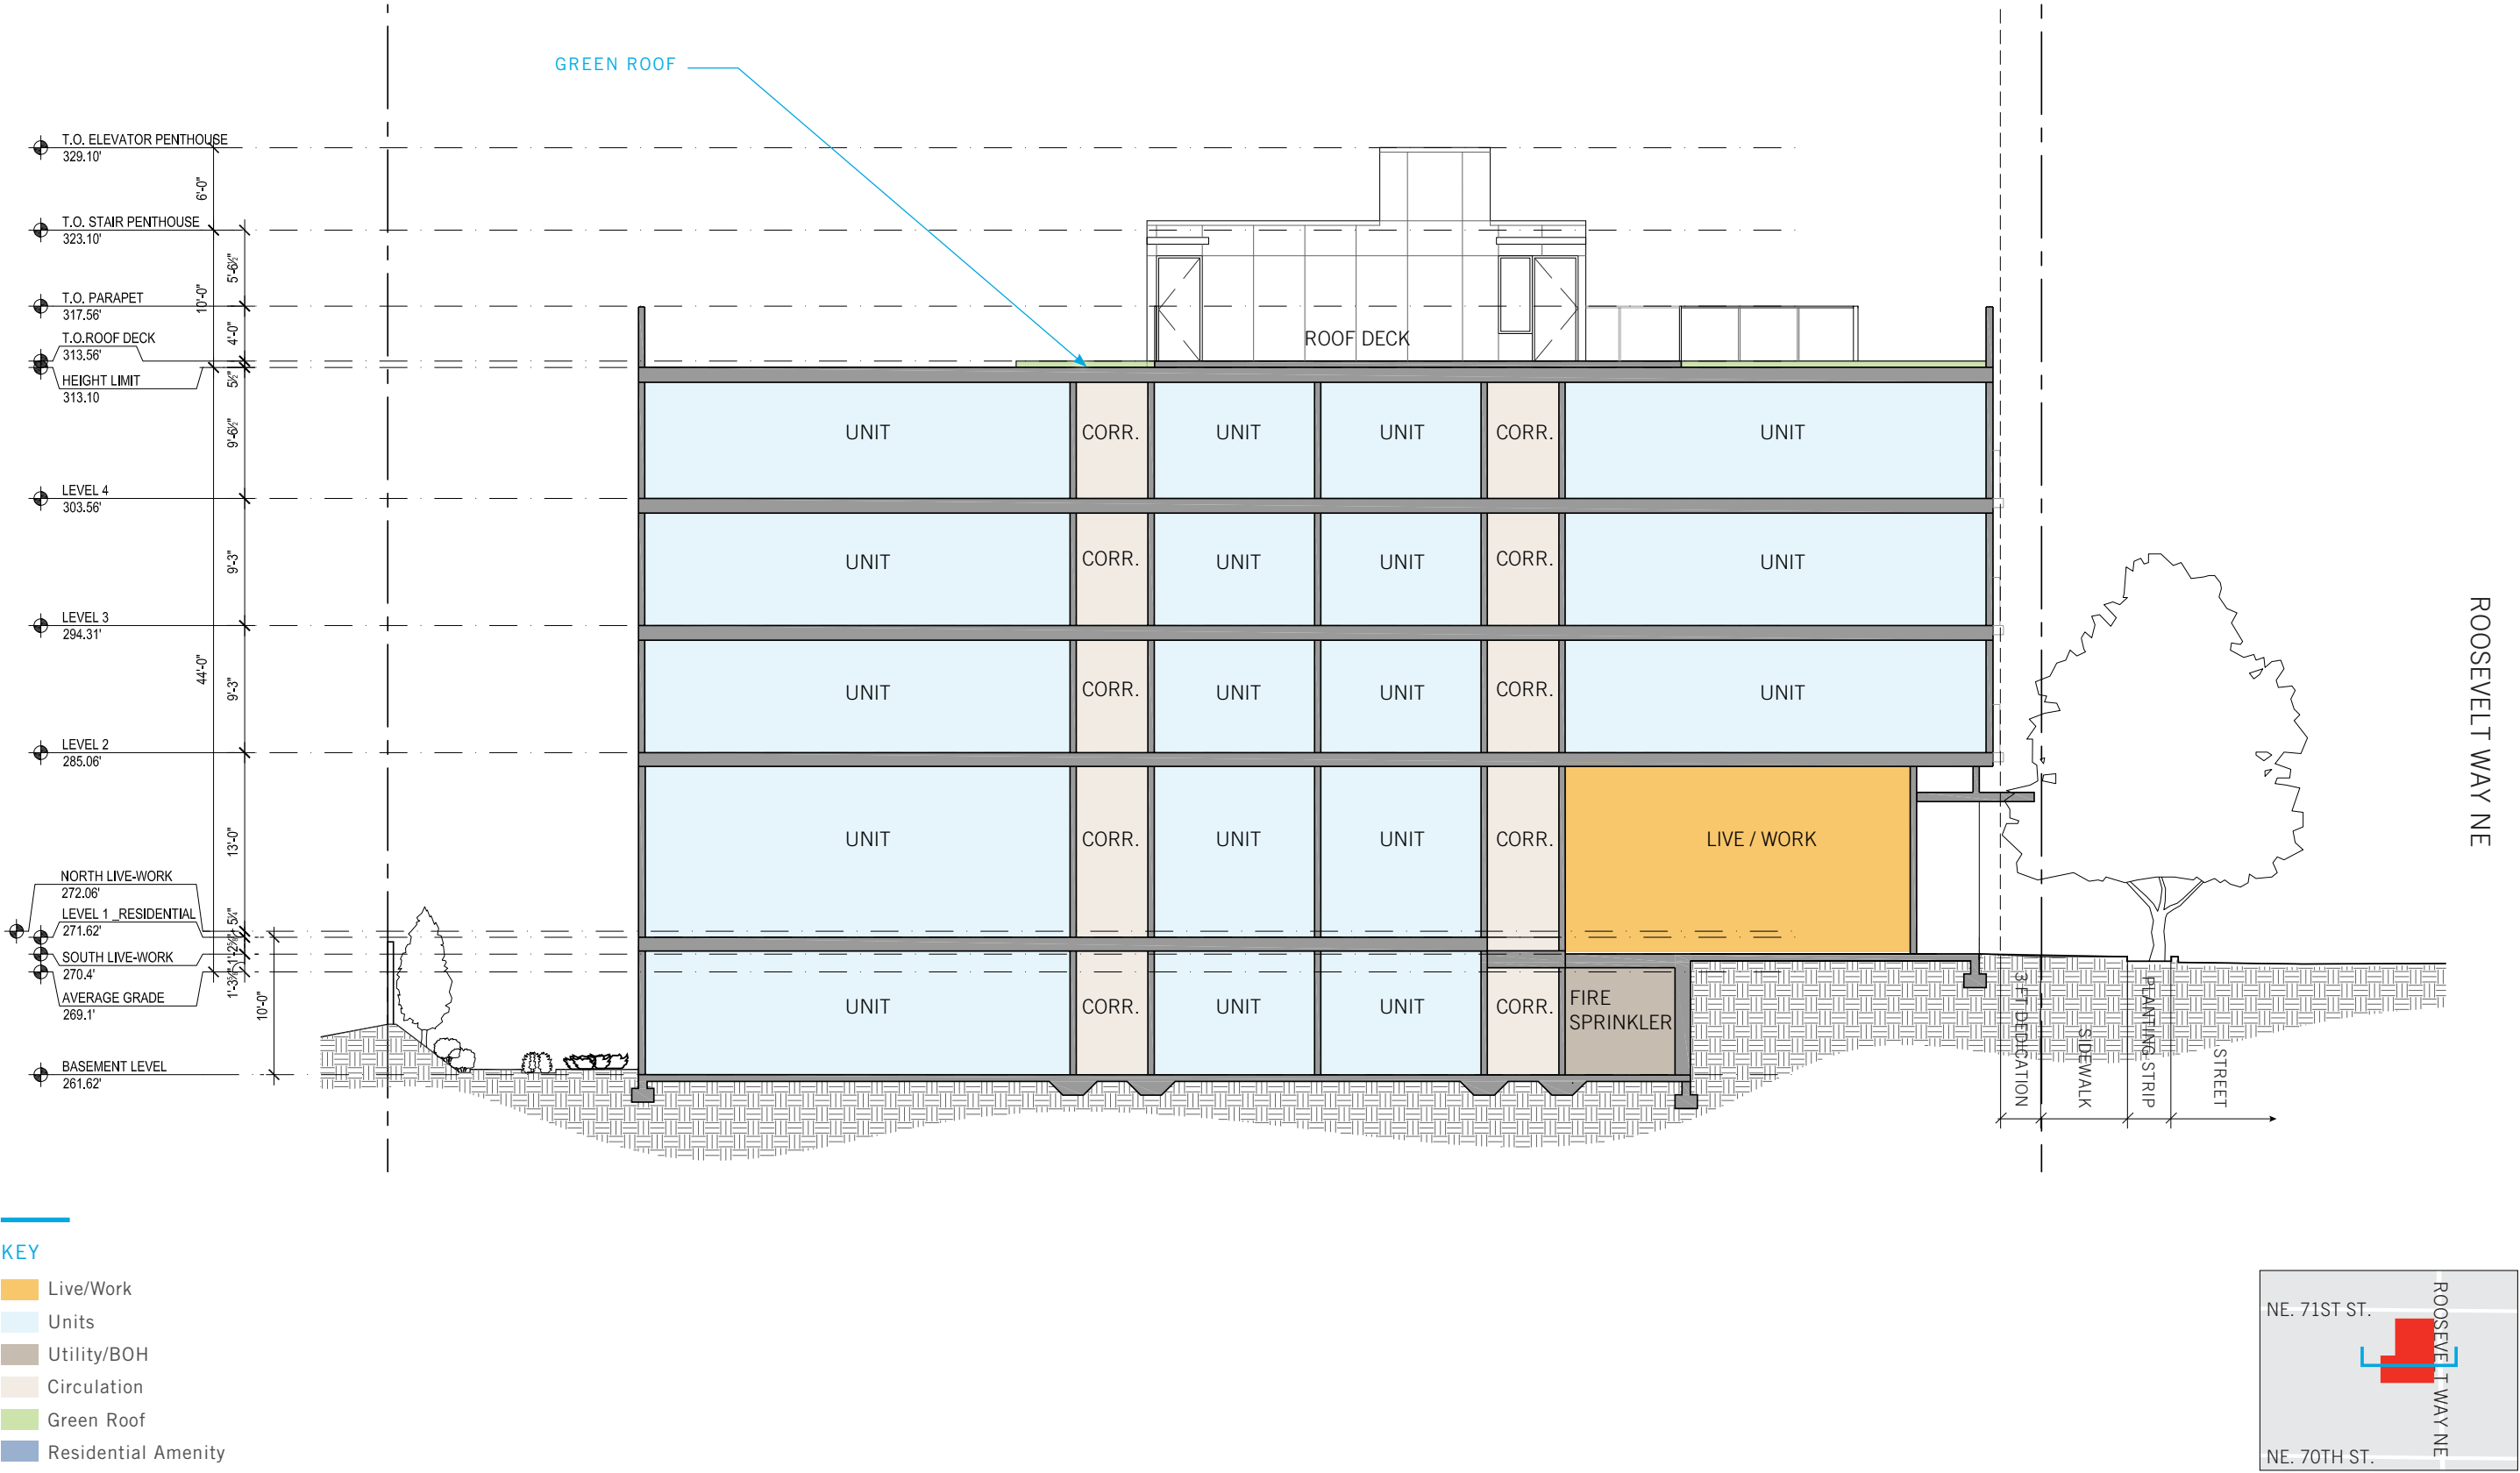 GREEN ROOF
T.O. ELEVATOR PENTHOUSE
329.10'
6'-0"
T.O. STAIR PENTHOUSE
323.10'
5'-6½"
10'-0"
T.O. PARAPET
317.56'
4'-0"
T.O.ROOF DECK
313.56'
HEIGHT LIMIT
313.10
5½"
9'-6½"
LEVEL 4
303.56'
9'-3"
LEVEL 3
294.31'
44'-0"
9'-3"
LEVEL 2
285.06'
13'-0"
NORTH LIVE-WORK
272.06'
LEVEL 1 _RESIDENTIAL
271.62'
SOUTH LIVE-WORK
270.4'
AVERAGE GRADE
269.1'
10'-0"
BASEMENT LEVEL
261.62'
ROOF DECK
UNIT CORR. UNIT UNIT CORR. UNIT
UNIT CORR. UNIT UNIT CORR. UNIT
UNIT CORR. UNIT UNIT CORR. UNIT
UNIT CORR. UNIT UNIT CORR. LIVE / WORK
UNIT CORR. UNIT UNIT CORR. FIRE
SPRINKLER
3 FT DEDICATION
SIDEWALK
PLANTING STRIP
STREET
ROOSEVELT WAY NE
KEY
Live/Work
Units
Utility/BOH
Circulation
Green Roof
Residential Amenity
NE. 71ST ST.
ROOSEVELT WAY NE
NE. 70TH ST.